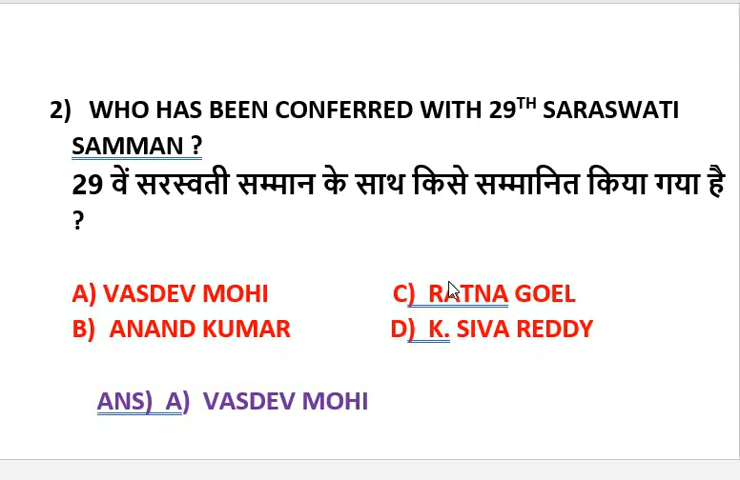 2) WHO HAS BEEN CONFERRED WITH 29TH SARASWATI
SAMMAN ?
29 वें सरस्वती सम्मान के साथ किसे सम्मानित किया गया है
?
A) VASDEV MOHI C) RATNA GOEL
B) ANAND KUMAR D) K. SIVA REDDY
ANS) A) VASDEV MOHI